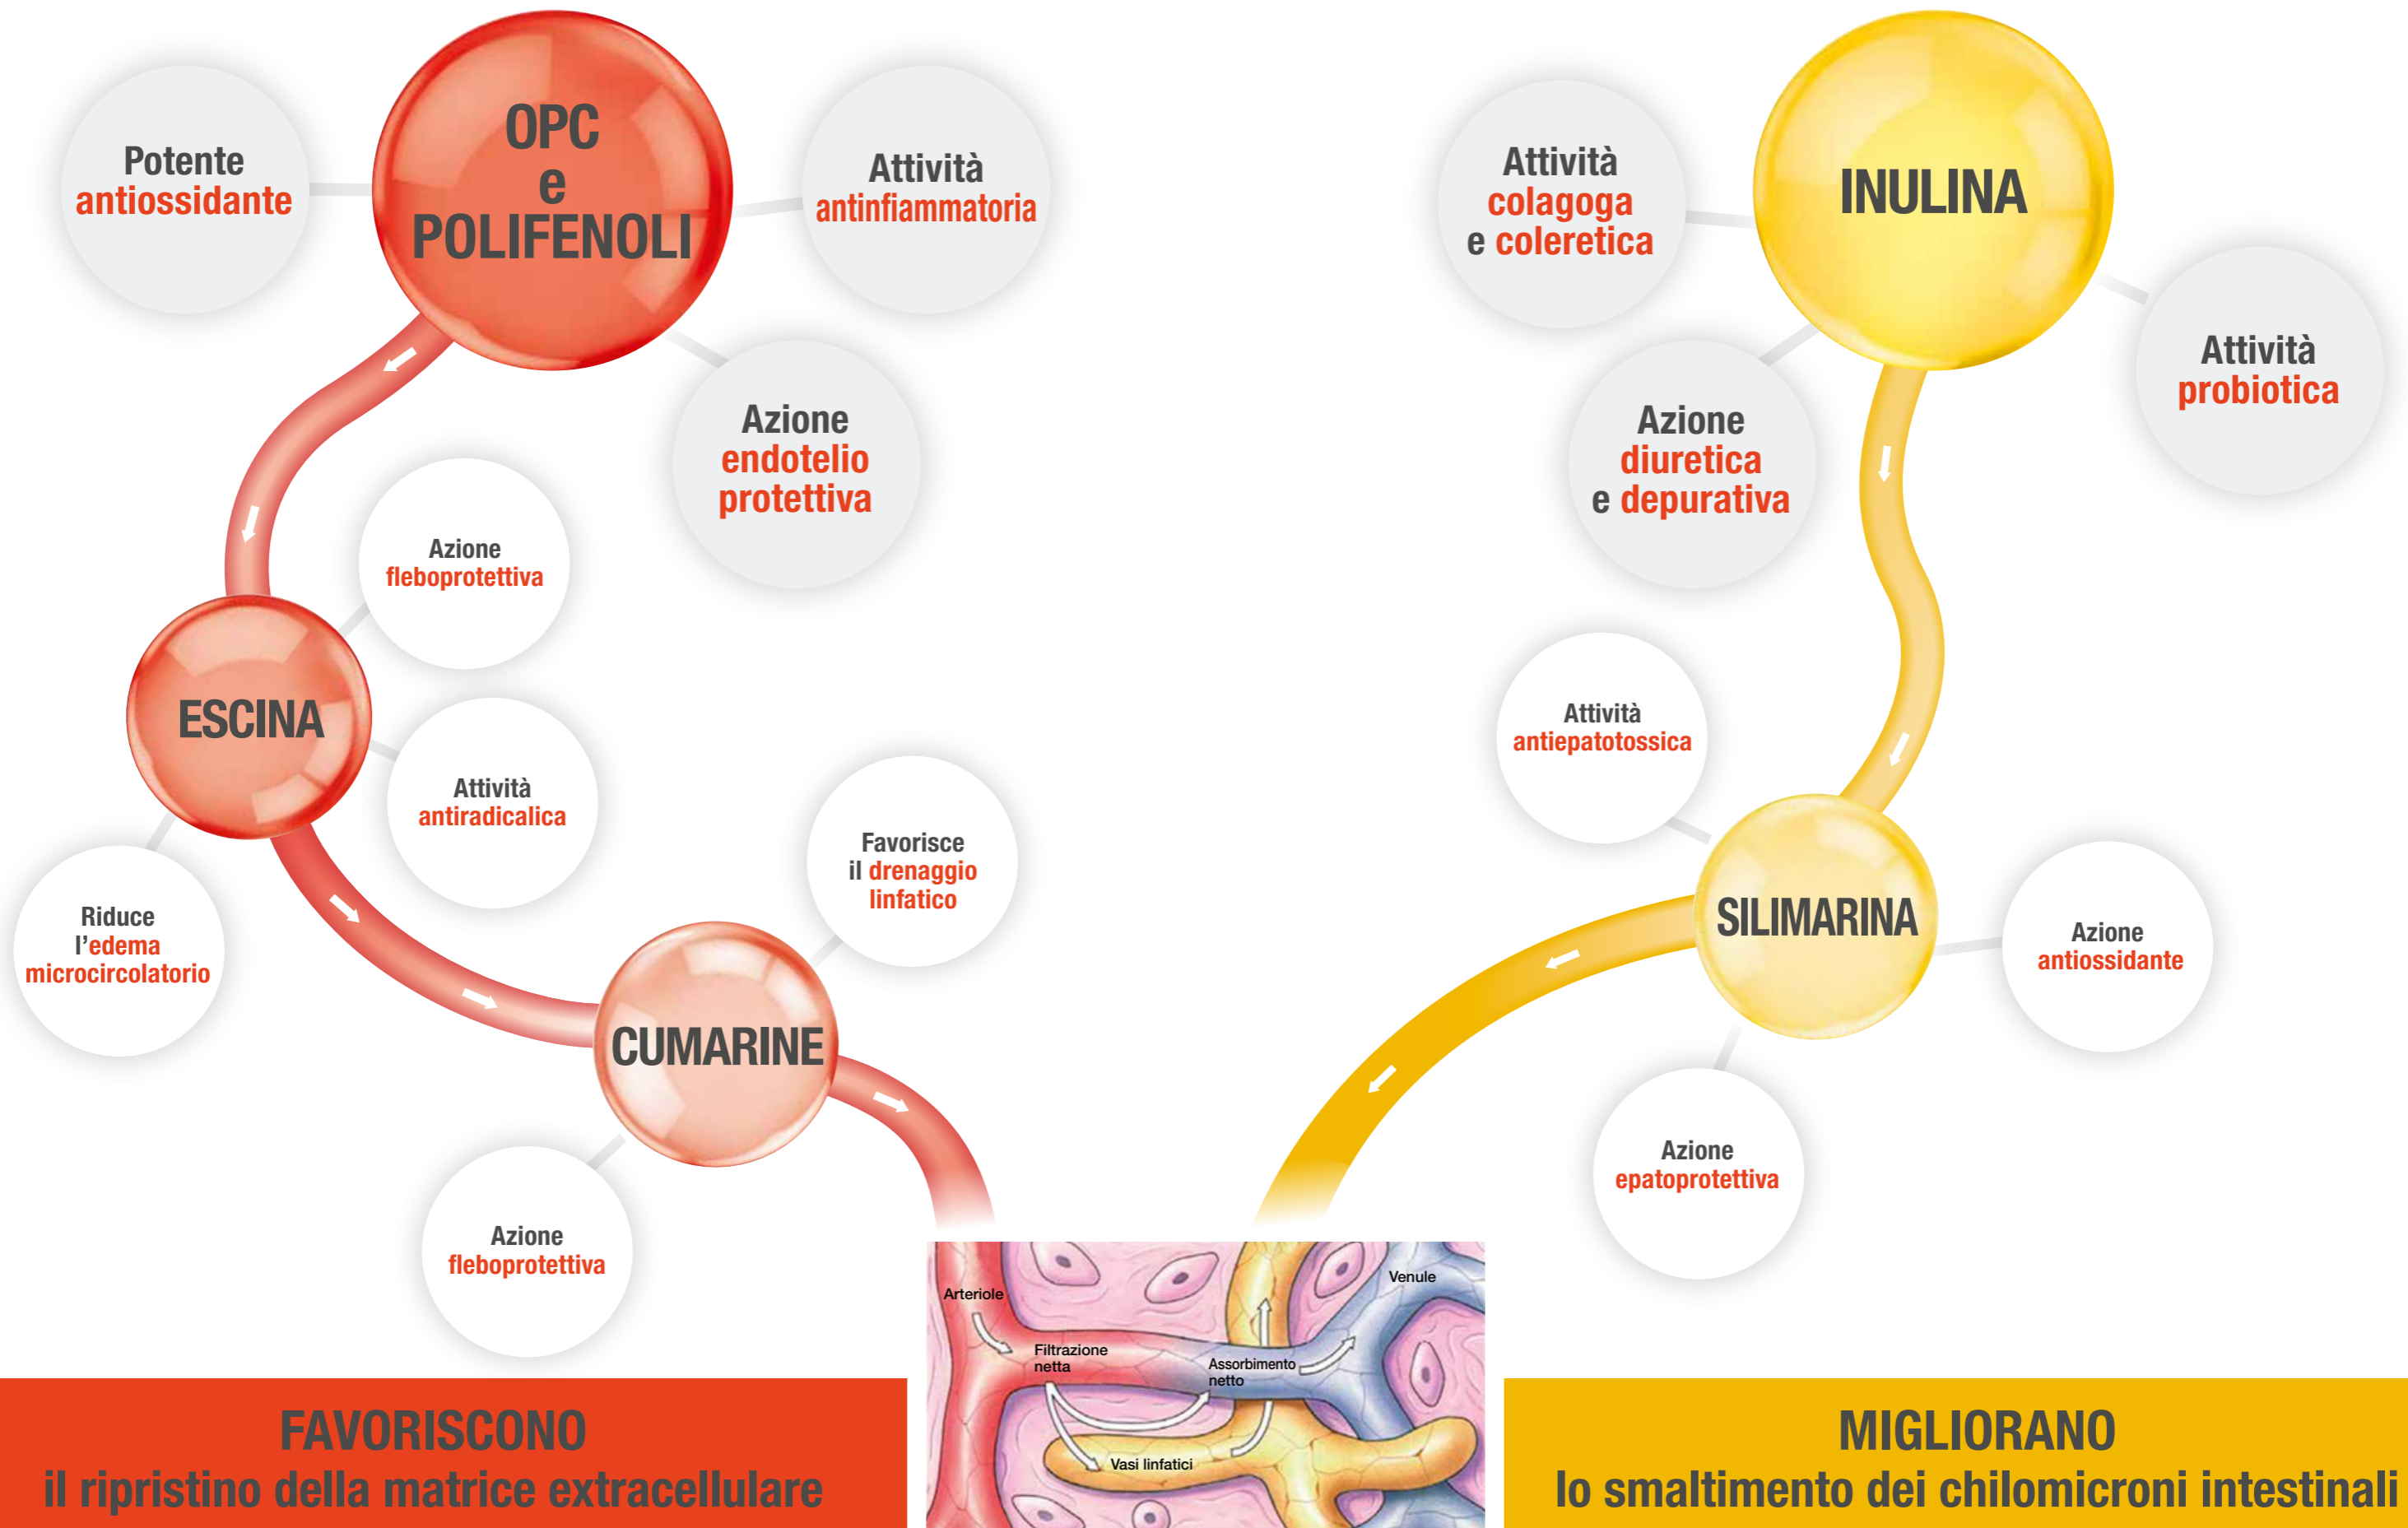 OPC
e
POLIFENOLI
Potente
antiossidante
Attività
antinfiammatoria
Azione
endotelio
protettiva
ESCINA
Azione
fleboprotettiva
Attività
antiradicalica
Riduce
l'edema
microcircolatorio
CUMARINE
Favorisce
il drenaggio
linfatico
Azione
fleboprotettiva
INULINA
Attività
colagoga
e coleretica
Azione
diuretica
e depurativa
Attività
probiotica
SILIMARINA
Attività
antiepatotossica
Azione
antiossidante
Azione
epatoprotettiva
Arteriole
Venule
Filtrazione
netta
Assorbimento
netto
Vasi linfatici
FAVORISCONO
il ripristino della matrice extracellulare
MIGLIORANO
lo smaltimento dei chilomicroni intestinali